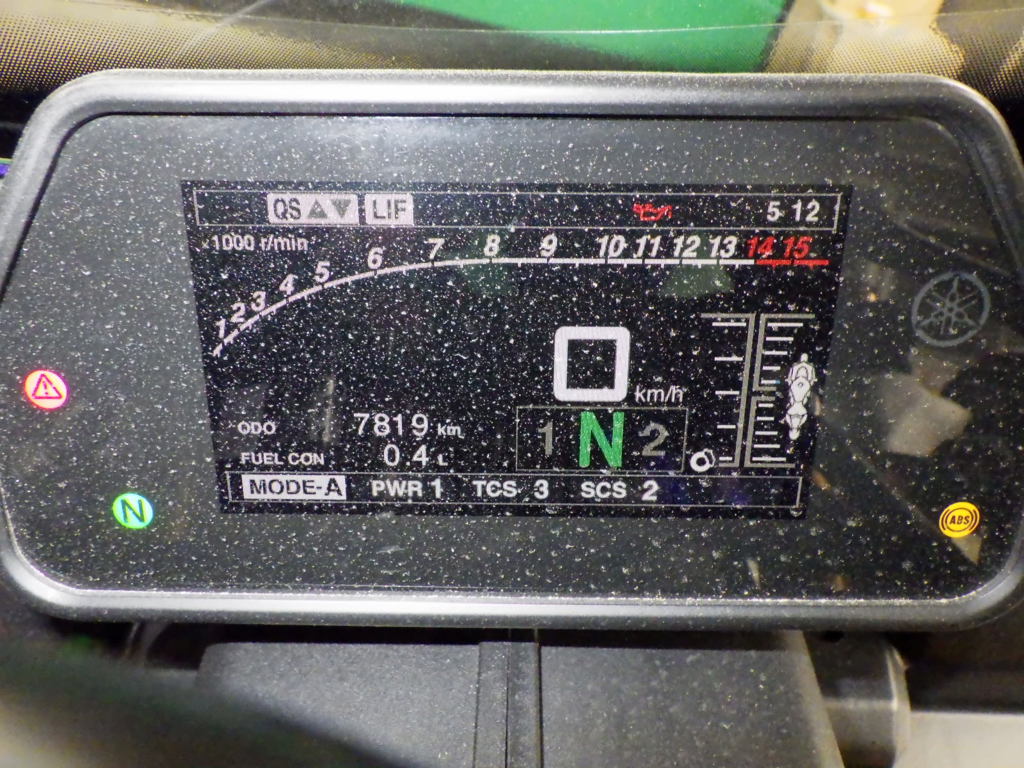 QS LIF 5 12
1000 r/min
1 2 3 4 5 6 7 8 9 10 11 12 13 14 15
0 km/h
ODO 7819 km
FUEL CON 0.4 L
1 N 2
MODE-A PWR 1 TCS 3 SCS 2
N
ABS